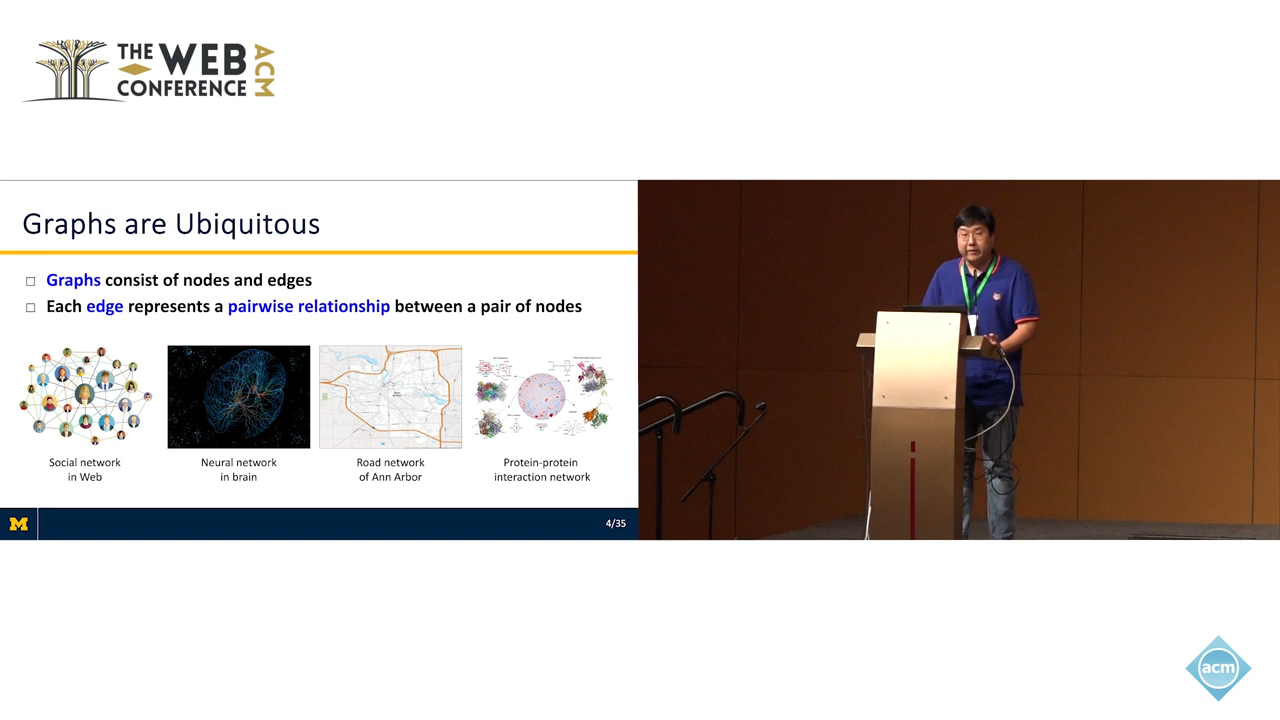 THE WEB
CONFERENCE
ACM
Graphs are Ubiquitous
Graphs consist of nodes and edges
Each edge represents a pairwise relationship between a pair of nodes
Social network
in Web
Neural network
in brain
Road network
of Ann Arbor
Protein-protein
interaction network
M
4/35
acm